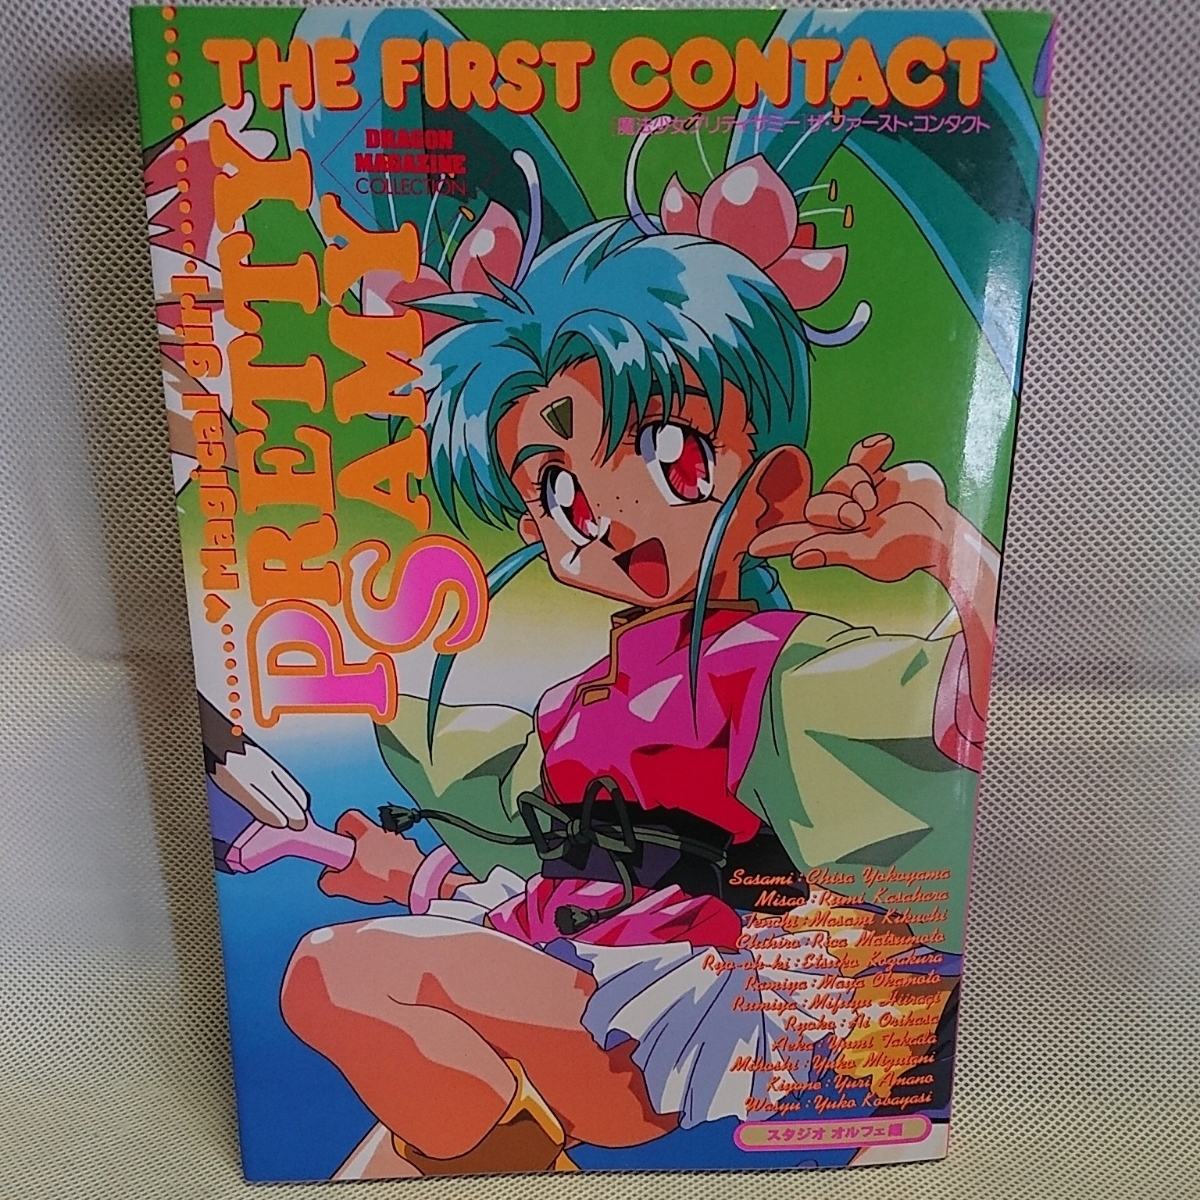 THE FIRST CONTACT
[魔法少女プリティサミー]ザ・ファースト・コンタクト
DRAGON
MAGAZINE
COLLECTION
Magical girl
PRETTY
SAMY
Sasami:Chisa Yokoyama
Misao:Rumi Kasahara
Tenchi:Masami Kikuchi
Chihiro:Rica Matsumoto
Ryo-oh-ki:Etsuko Kozakura
Ramiya:Maya Okamoto
Rumiya:Mifuyu Hiiragi
Ryoko:Ai Orikasa
Aeka:Yumi Takada
Mihoshi:Yuko Mizutani
Kiyone:Yuri Amano
Wasyu:Yuko Kobayasi
スタジオ オルフェ編